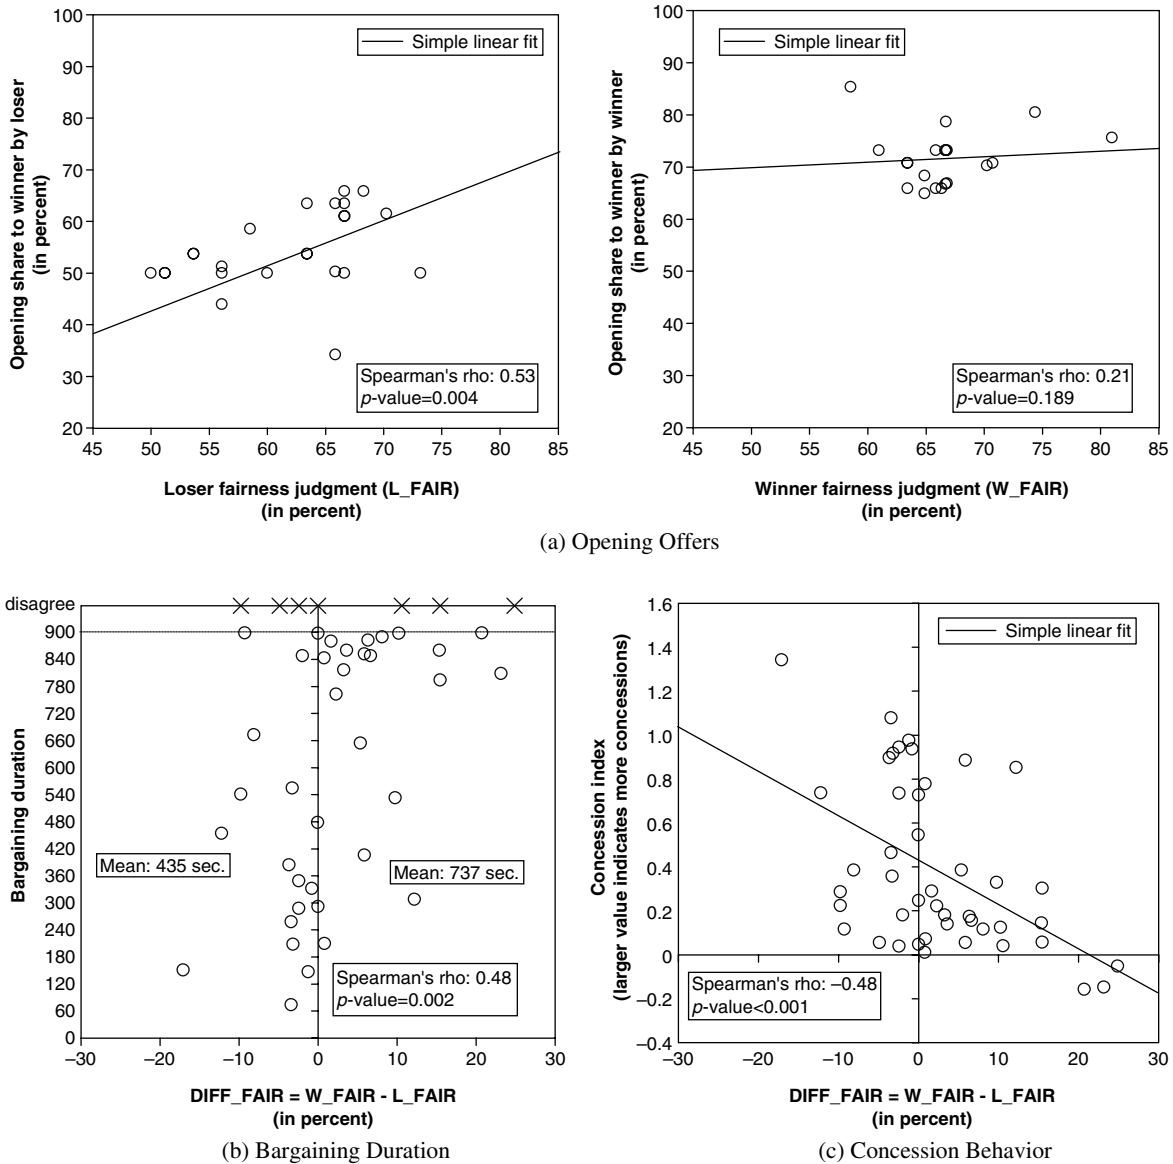 100
90
80
70
60
50
40
30
20
45 50 55 60 65 70 75 80 85
Opening share to winner by loser
(in percent)
Simple linear fit
Spearman's rho: 0.53
p-value=0.004
Loser fairness judgment (L_FAIR)
(in percent)
100
90
80
70
60
50
40
30
20
45 50 55 60 65 70 75 80 85
Opening share to winner by winner
(in percent)
Simple linear fit
Spearman's rho: 0.21
p-value=0.189
Winner fairness judgment (W_FAIR)
(in percent)
(a) Opening Offers
disagree
900
840
780
720
660
600
540
480
420
360
300
240
180
120
60
0
–30 –20 –10 0 10 20 30
Bargaining duration
Mean: 435 sec.
Mean: 737 sec.
Spearman's rho: 0.48
p-value=0.002
DIFF_FAIR = W_FAIR - L_FAIR
(in percent)
(b) Bargaining Duration
1.6
1.4
1.2
1.0
0.8
0.6
0.4
0.2
0
–0.2
–0.4
–30 –20 –10 0 10 20 30
Concession index
(larger value indicates more concessions)
Simple linear fit
Spearman's rho: –0.48
p-value<0.001
DIFF_FAIR = W_FAIR - L_FAIR
(in percent)
(c) Concession Behavior